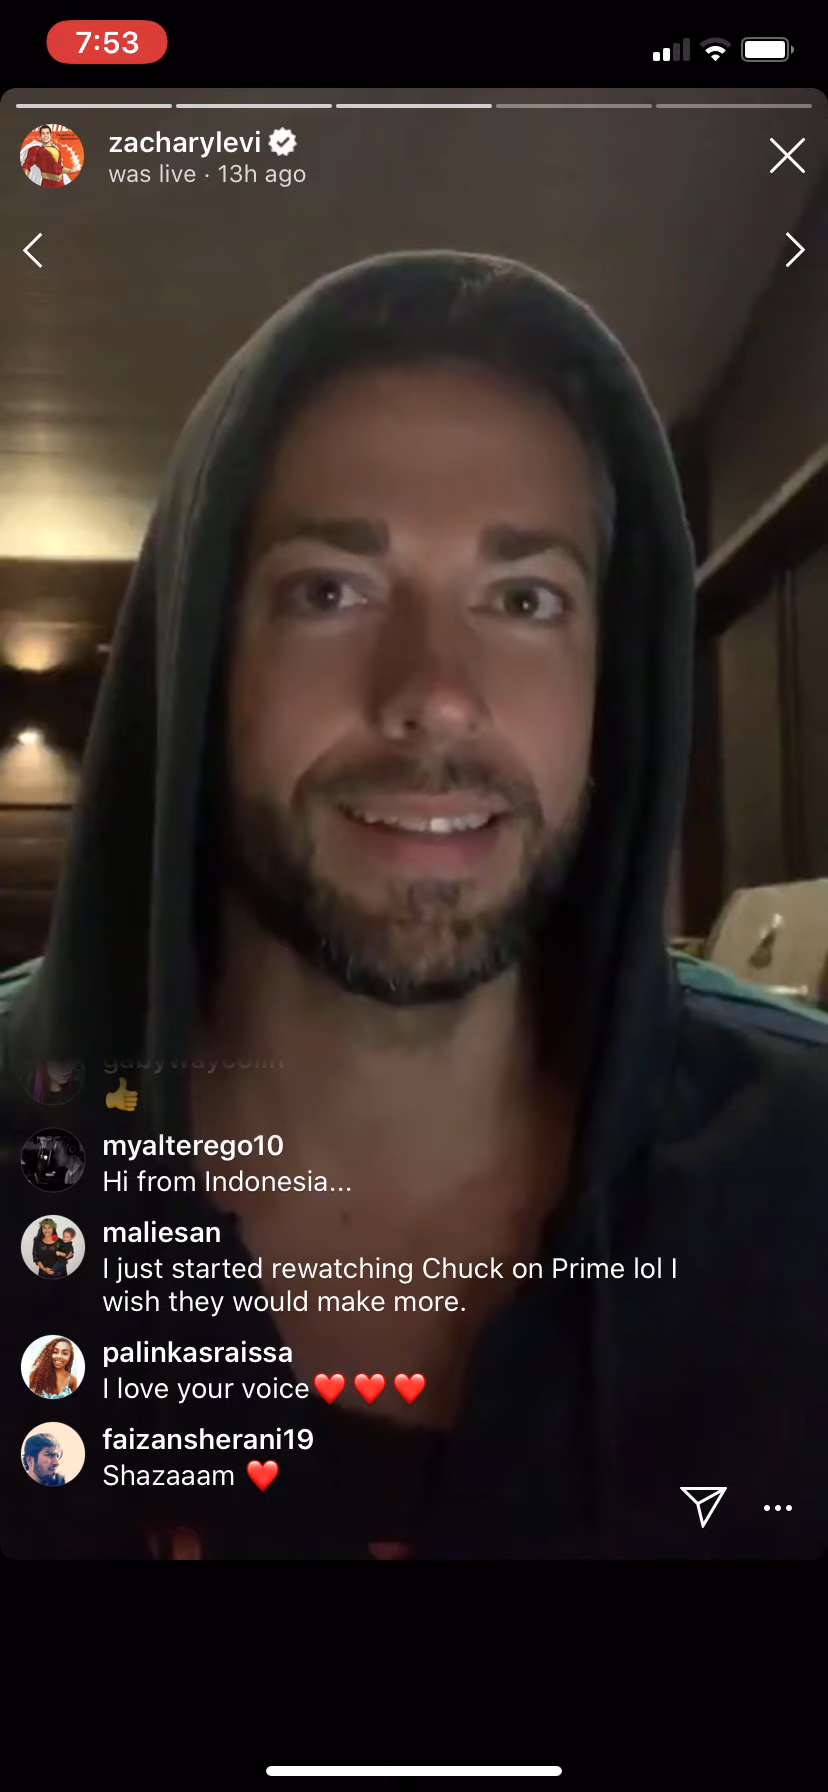 7:53
zacharylevi
was live · 13h ago
myalterego10
Hi from Indonesia...
maliesan
I just started rewatching Chuck on Prime lol I
wish they would make more.
palinkasraissa
I love your voice❤️❤️❤️
faizansherani19
Shazaaam ❤️